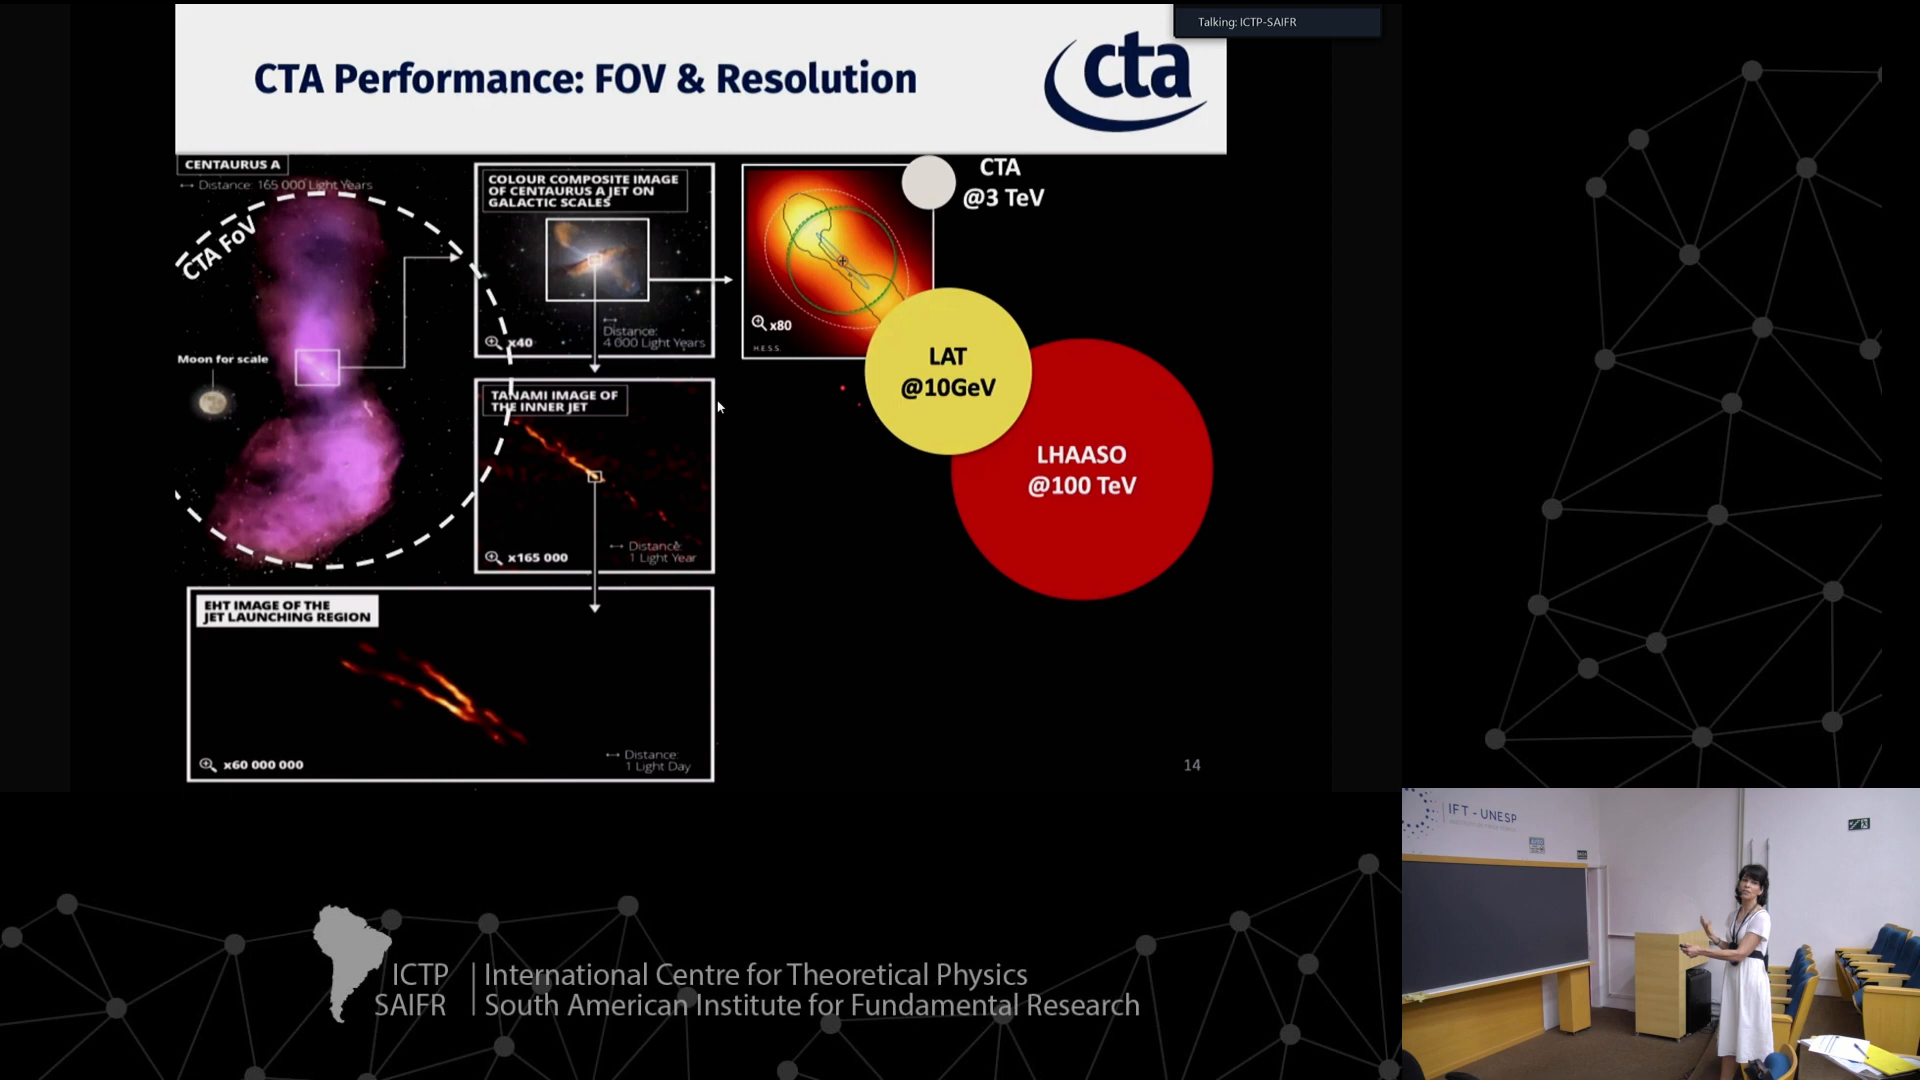 Talking: ICTP-SAIFR
CTA Performance: FOV & Resolution
cta
CENTAURUS A
Distance: 165 000 Light Years
CTA FoV
Moon for scale
COLOUR COMPOSITE IMAGE
OF CENTAURUS A JET ON
GALACTIC SCALES
x40
Distance:
4 000 Light Years
x80
H.E.S.S.
CTA
@3 TeV
LAT
@10GeV
LHAASO
@100 TeV
TANAMI IMAGE OF
THE INNER JET
x165 000
Distance:
1 Light Year
EHT IMAGE OF THE
JET LAUNCHING REGION
x60 000 000
Distance:
1 Light Day
14
IFT - UNESP
ICTP
SAIFR
International Centre for Theoretical Physics
South American Institute for Fundamental Research